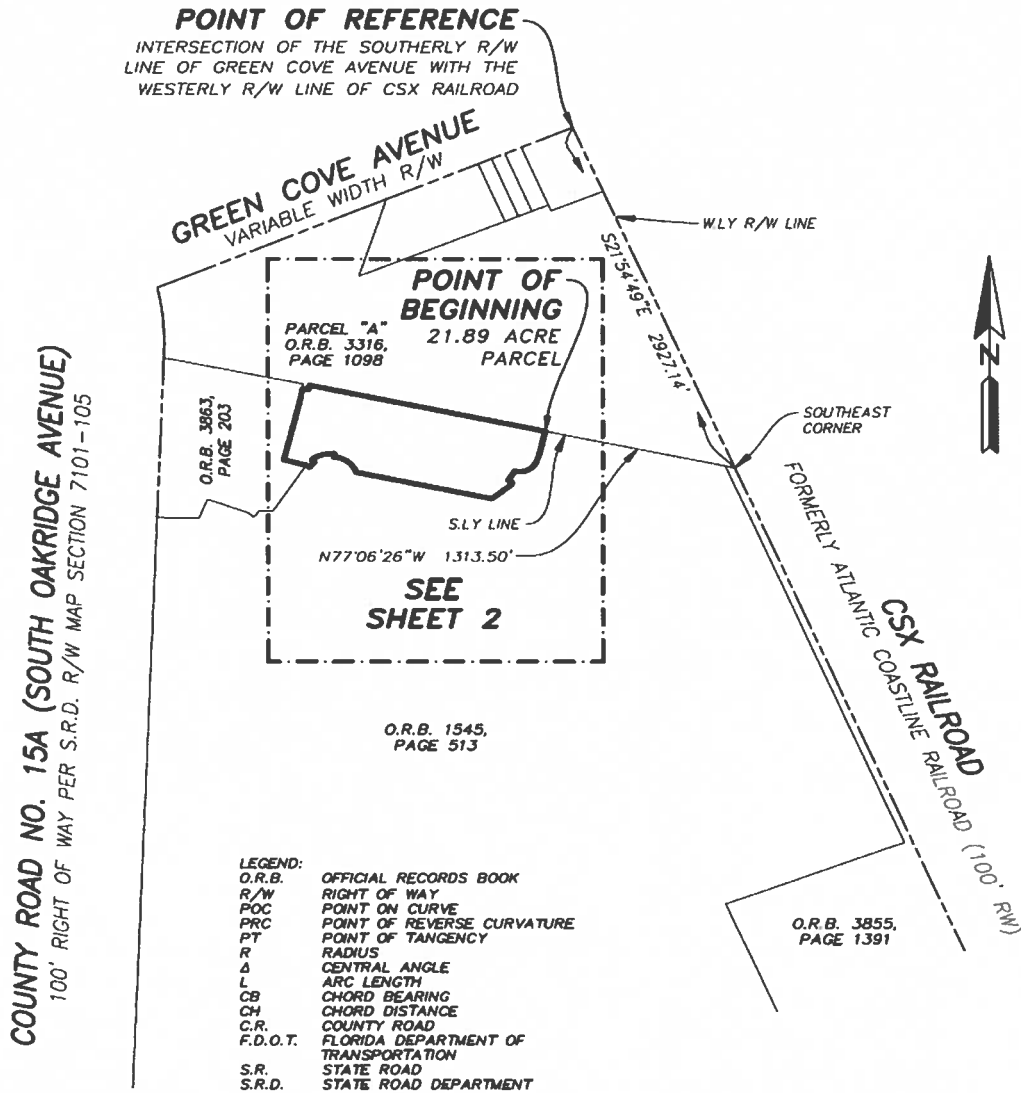 POINT OF REFERENCE
INTERSECTION OF THE SOUTHERLY R/W
LINE OF GREEN COVE AVENUE WITH THE
WESTERLY R/W LINE OF CSX RAILROAD
GREEN COVE AVENUE
VARIABLE WIDTH R/W
W.LY R/W LINE
S21°54'49"E 2927.14'
POINT OF
BEGINNING
21.89 ACRE
PARCEL
PARCEL "A"
O.R.B. 3316,
PAGE 1098
N
O.R.B. 3863,
PAGE 203
SOUTHEAST
CORNER
S.LY LINE
N77°06'26"W 1313.50'
SEE
SHEET 2
COUNTY ROAD NO. 15A (SOUTH OAKRIDGE AVENUE)
100' RIGHT OF WAY PER S.R.D. R/W MAP SECTION 7101-105
CSX RAILROAD
FORMERLY ATLANTIC COASTLINE RAILROAD (100' RW)
O.R.B. 1545,
PAGE 513
O.R.B. 3855,
PAGE 1391
LEGEND:
O.R.B. OFFICIAL RECORDS BOOK
R/W RIGHT OF WAY
POC POINT ON CURVE
PRC POINT OF REVERSE CURVATURE
PT POINT OF TANGENCY
R RADIUS
Δ CENTRAL ANGLE
L ARC LENGTH
CB CHORD BEARING
CH CHORD DISTANCE
C.R. COUNTY ROAD
F.D.O.T. FLORIDA DEPARTMENT OF
TRANSPORTATION
S.R. STATE ROAD
S.R.D. STATE ROAD DEPARTMENT